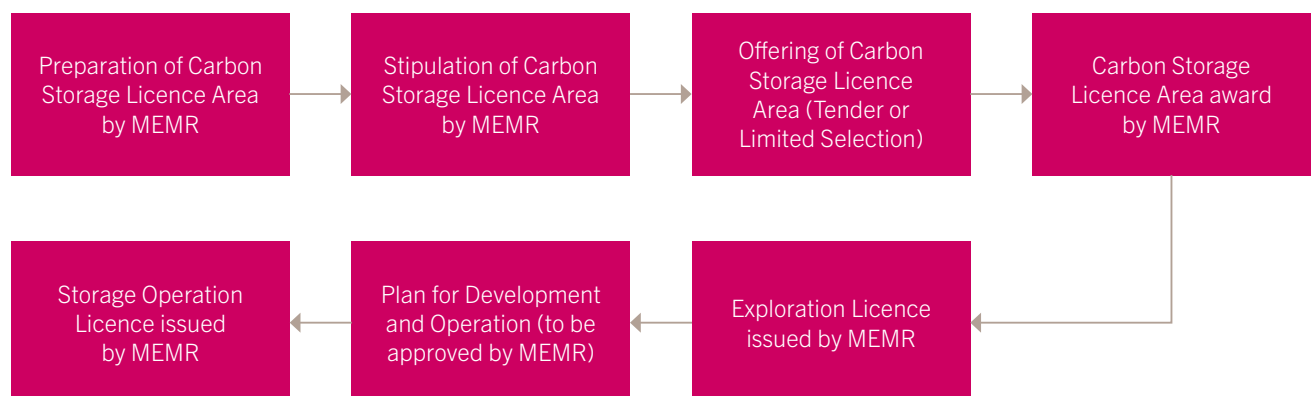 Preparation of Carbon
Storage Licence Area
by MEMR
Stipulation of Carbon
Storage Licence Area
by MEMR
Offering of Carbon
Storage Licence
Area (Tender or
Limited Selection)
Carbon Storage
Licence Area award
by MEMR
Exploration Licence
issued by MEMR
Plan for Development
and Operation (to be
approved by MEMR)
Storage Operation
Licence issued
by MEMR